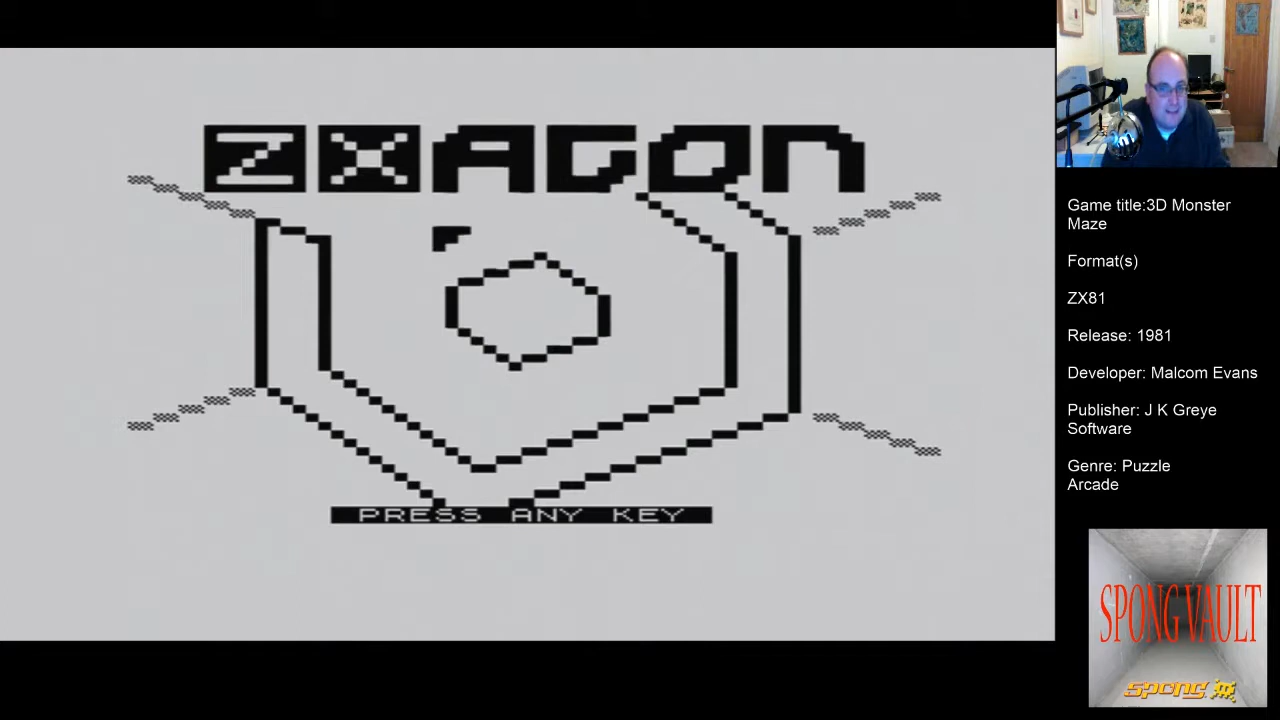 ZXAGON
PRESS ANY KEY
Game title:3D Monster
Maze
Format(s)
ZX81
Release: 1981
Developer: Malcom Evans
Publisher: J K Greye
Software
Genre: Puzzle
Arcade
SPONG VAULT
spong